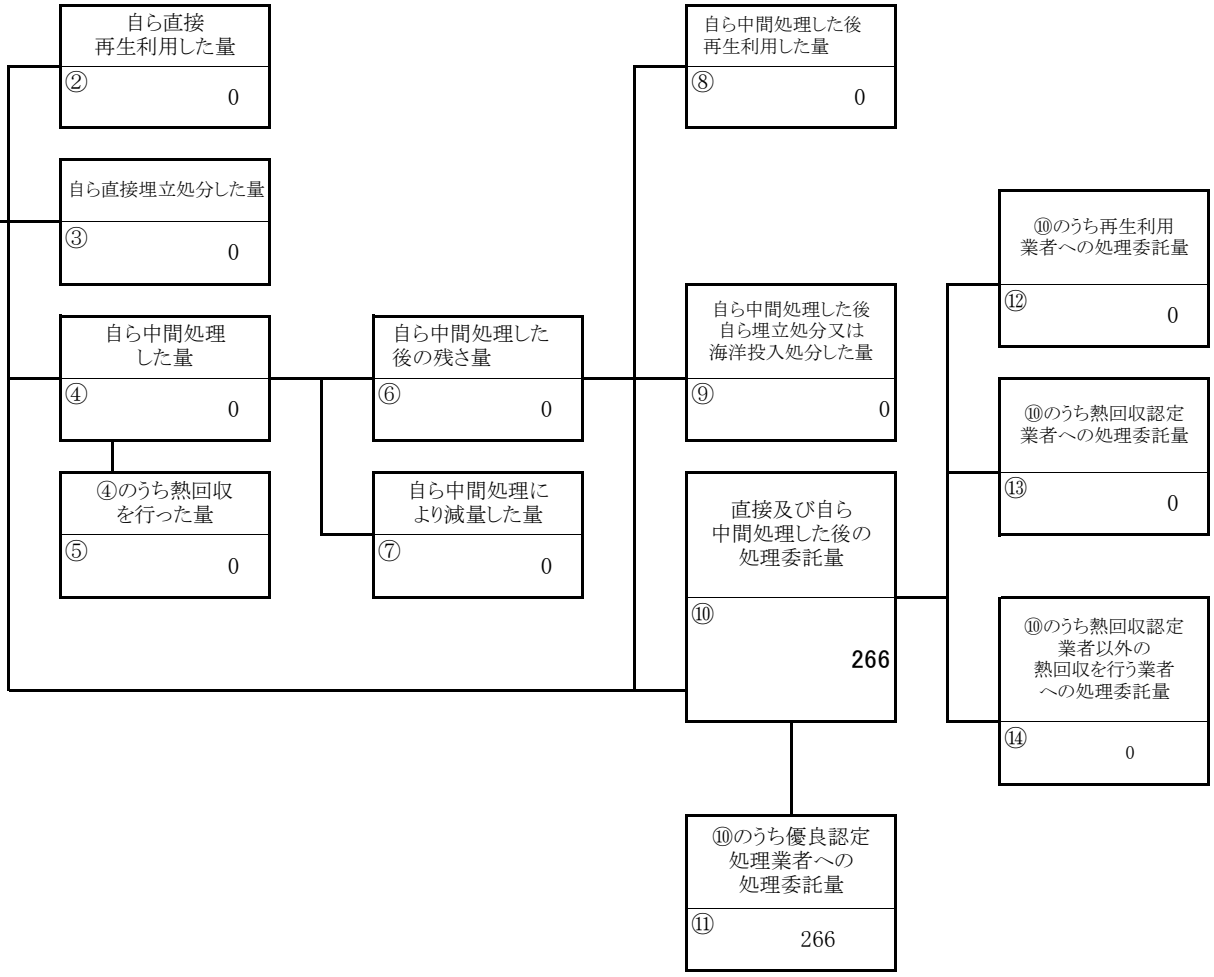 自ら直接
再生利用した量
②
0
自ら直接埋立処分した量
③
0
自ら中間処理
した量
④
0
④のうち熱回収
を行った量
⑤
0
自ら中間処理した
後の残さ量
⑥
0
自ら中間処理に
より減量した量
⑦
0
自ら中間処理した後
再生利用した量
⑧
0
自ら中間処理した後
自ら埋立処分又は
海洋投入処分した量
⑨
0
直接及び自ら
中間処理した後の
処理委託量
⑩
266
⑩のうち優良認定
処理業者への
処理委託量
⑪
266
⑩のうち再生利用
業者への処理委託量
⑫
0
⑩のうち熱回収認定
業者への処理委託量
⑬
0
⑩のうち熱回収認定
業者以外の
熱回収を行う業者
への処理委託量
⑭
0